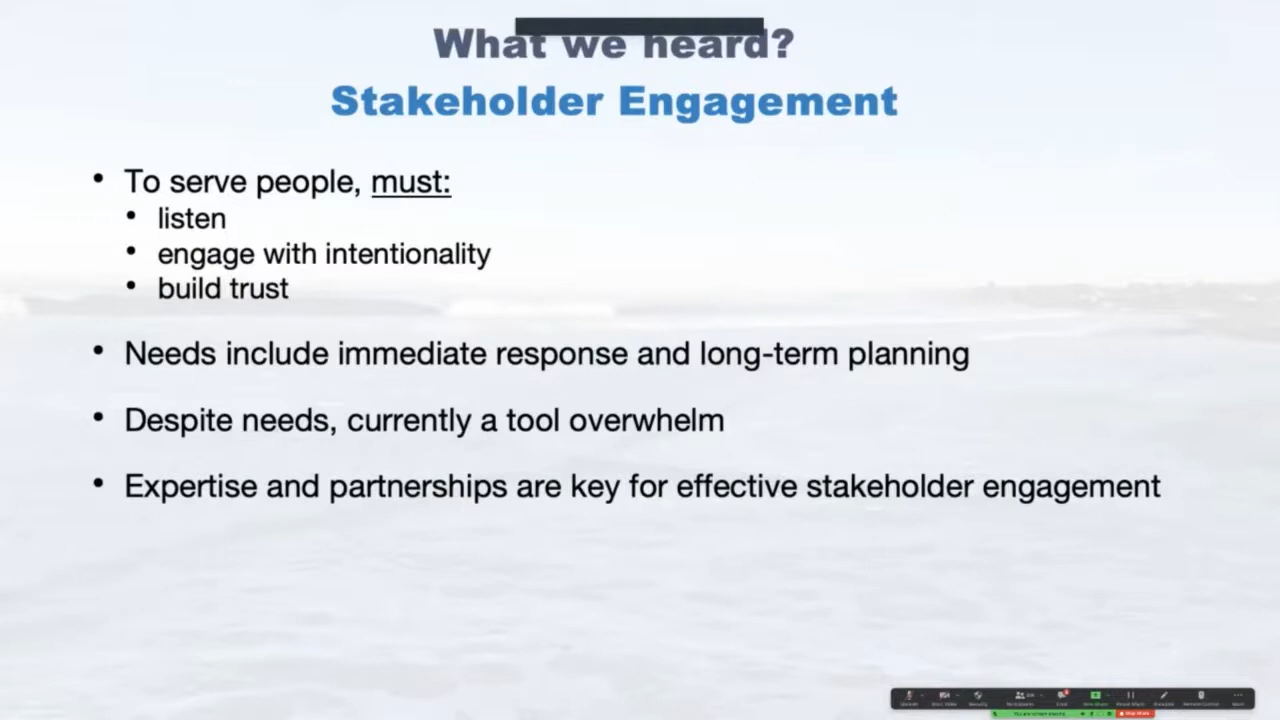 What we heard?
Stakeholder Engagement
• To serve people, must:
• listen
• engage with intentionality
• build trust
• Needs include immediate response and long-term planning
• Despite needs, currently a tool overwhelm
• Expertise and partnerships are key for effective stakeholder engagement